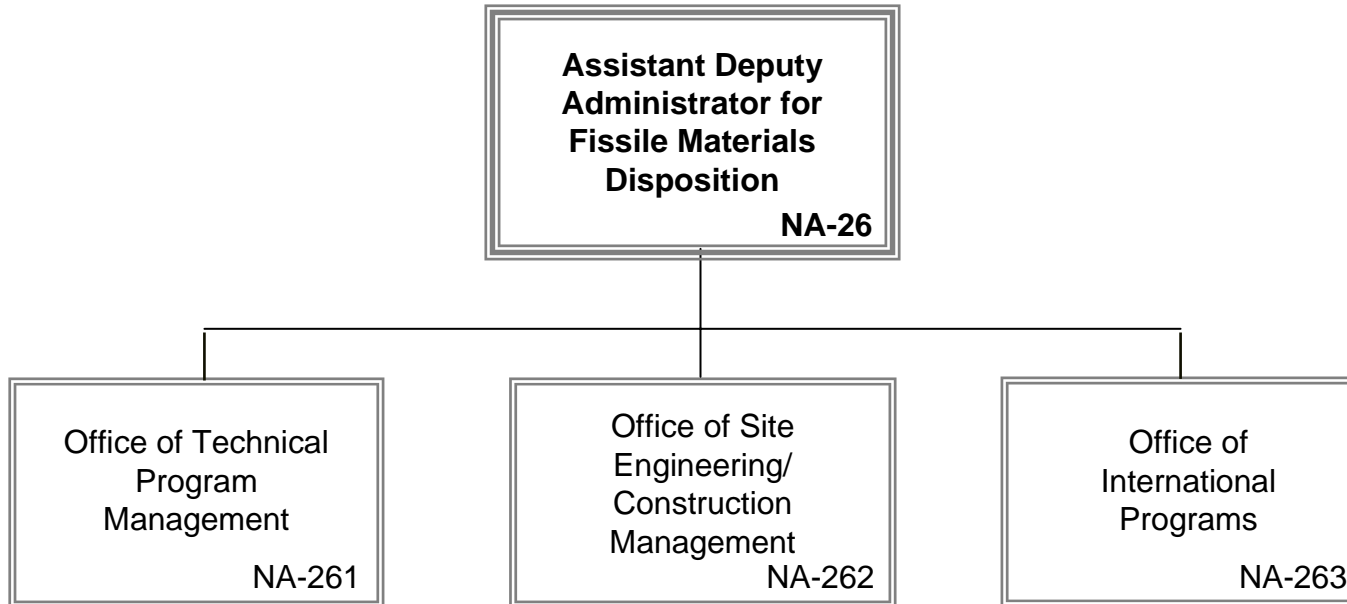 Assistant Deputy
Administrator for
Fissile Materials
Disposition
NA-26
Office of Technical
Program
Management
NA-261
Office of Site
Engineering/
Construction
Management
NA-262
Office of
International
Programs
NA-263